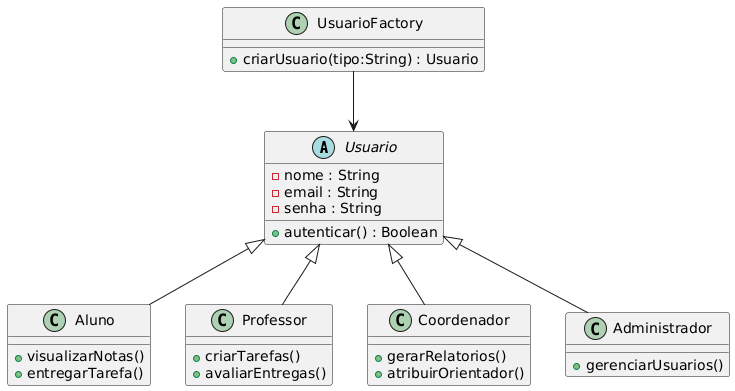 C UsuarioFactory
criarUsuario(tipo:String) : Usuario
A Usuario
nome : String
email : String
senha : String
autenticar() : Boolean
C Aluno
visualizarNotas()
entregarTarefa()
C Professor
criarTarefas()
avaliarEntregas()
C Coordenador
gerarRelatorios()
atribuirOrientador()
C Administrador
gerenciarUsuarios()